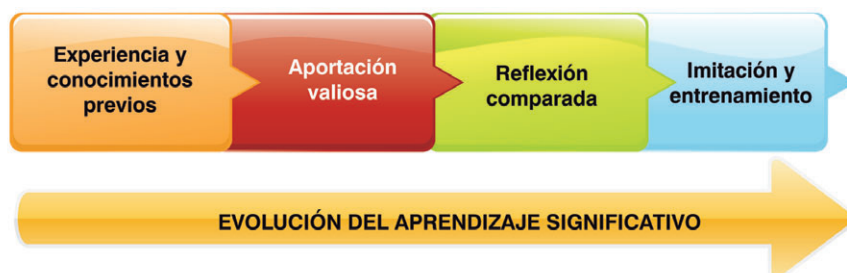 Experiencia y
conocimientos
previos
Aportación
valiosa
Reflexión
comparada
Imitación y
entrenamiento
EVOLUCIÓN DEL APRENDIZAJE SIGNIFICATIVO